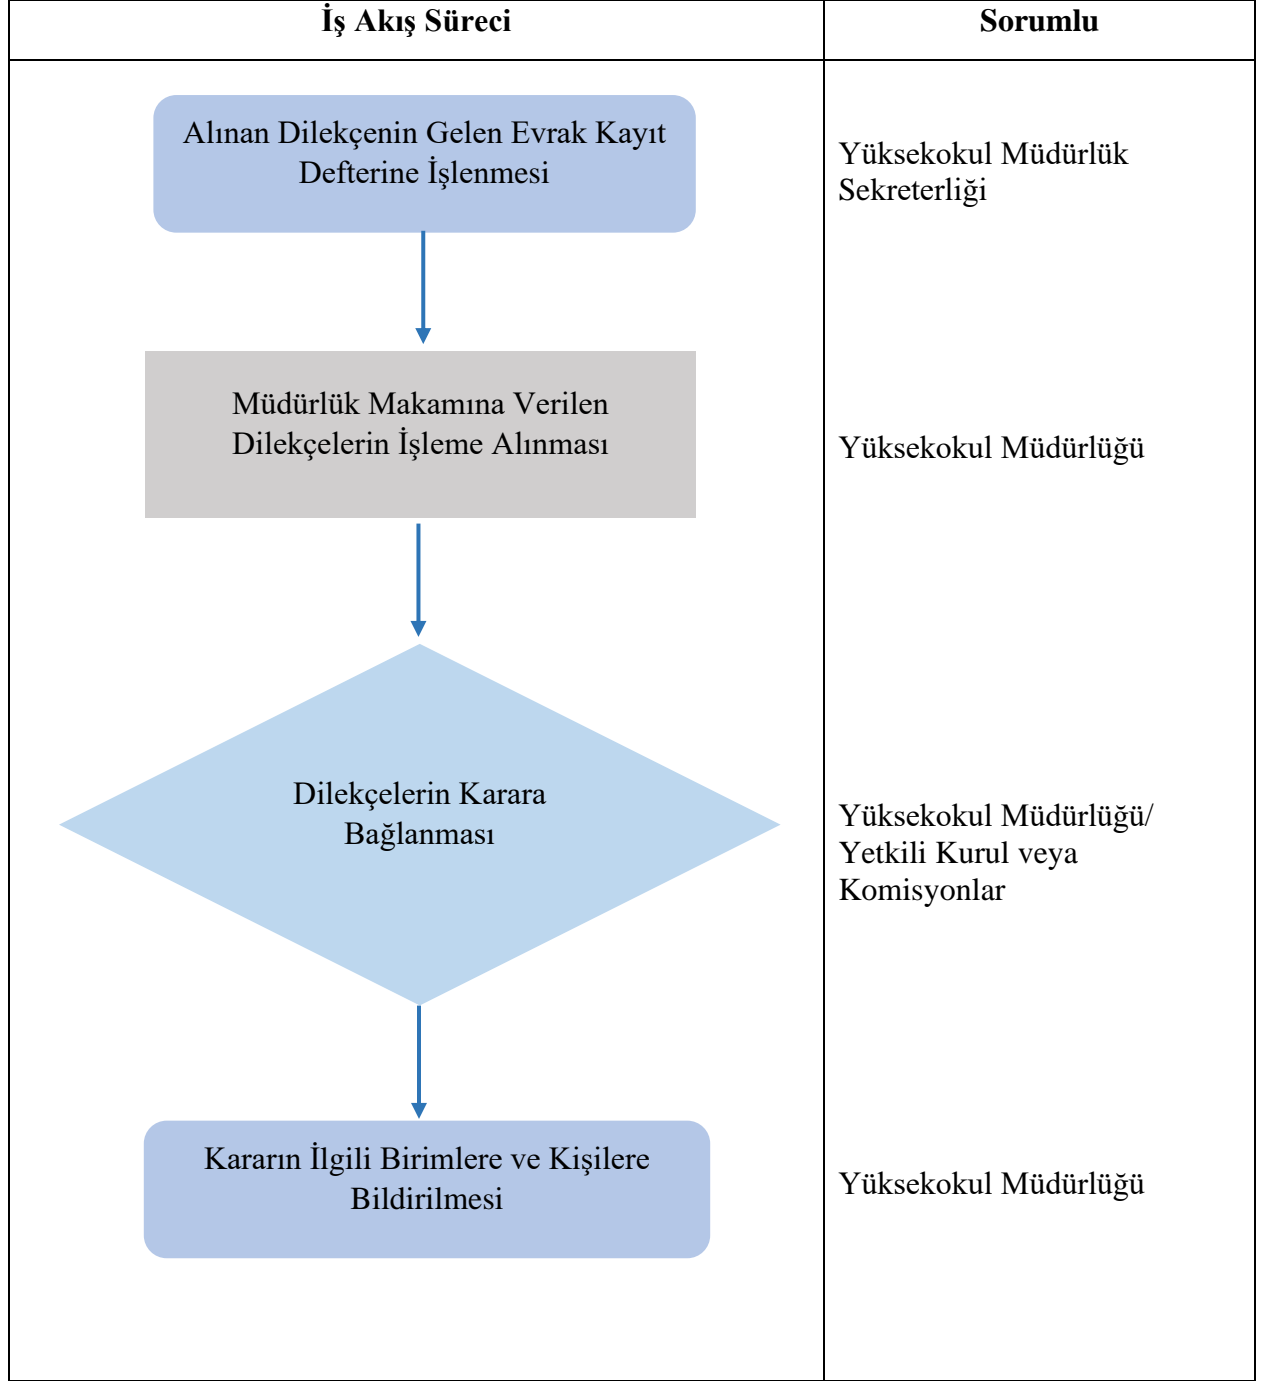 İş Akış Süreci
Sorumlu
Alınan Dilekçenin Gelen Evrak Kayıt
Defterine İşlenmesi
Yüksekokul Müdürlük
Sekreterliği
Müdürlük Makamına Verilen
Dilekçelerin İşleme Alınması
Yüksekokul Müdürlüğü
Dilekçelerin Karara
Bağlanması
Yüksekokul Müdürlüğü/
Yetkili Kurul veya
Komisyonlar
Kararın İlgili Birimlere ve Kişilere
Bildirilmesi
Yüksekokul Müdürlüğü